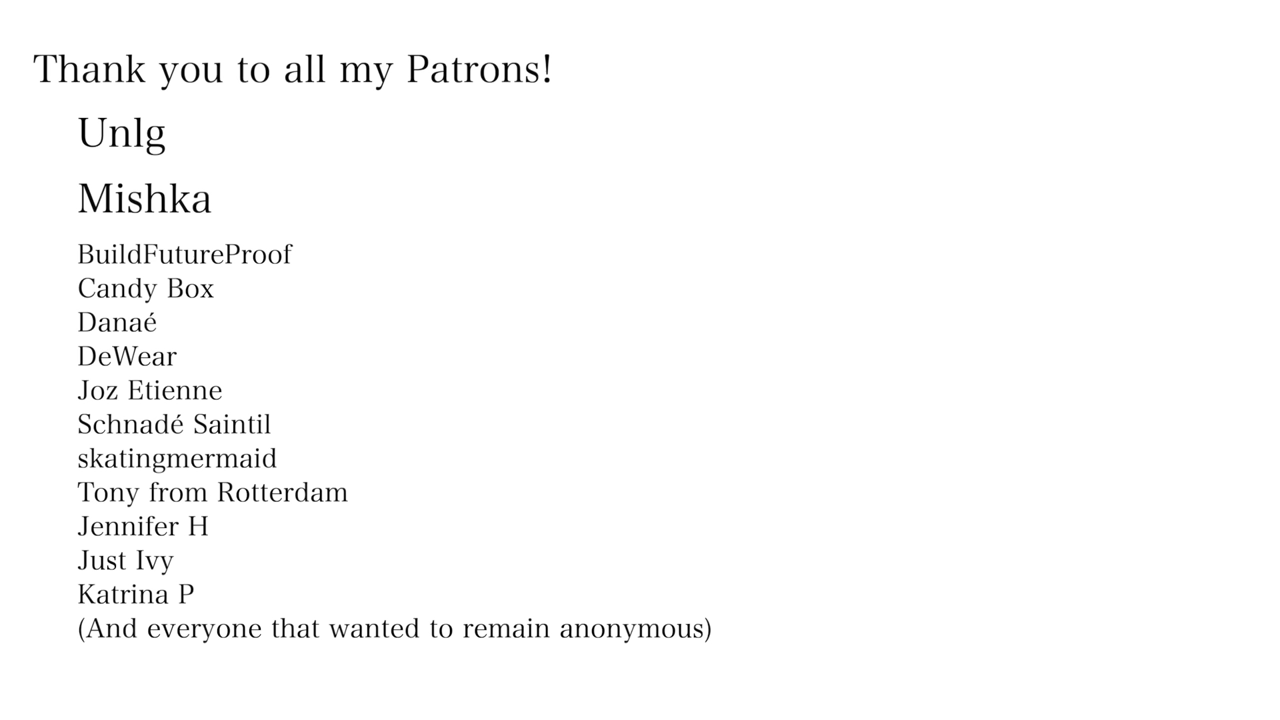 Thank you to all my Patrons!
Unlg
Mishka
BuildFutureProof
Candy Box
Danaé
DeWear
Joz Etienne
Schnadé Saintil
skatingmermaid
Tony from Rotterdam
Jennifer H
Just Ivy
Katrina P
(And everyone that wanted to remain anonymous)